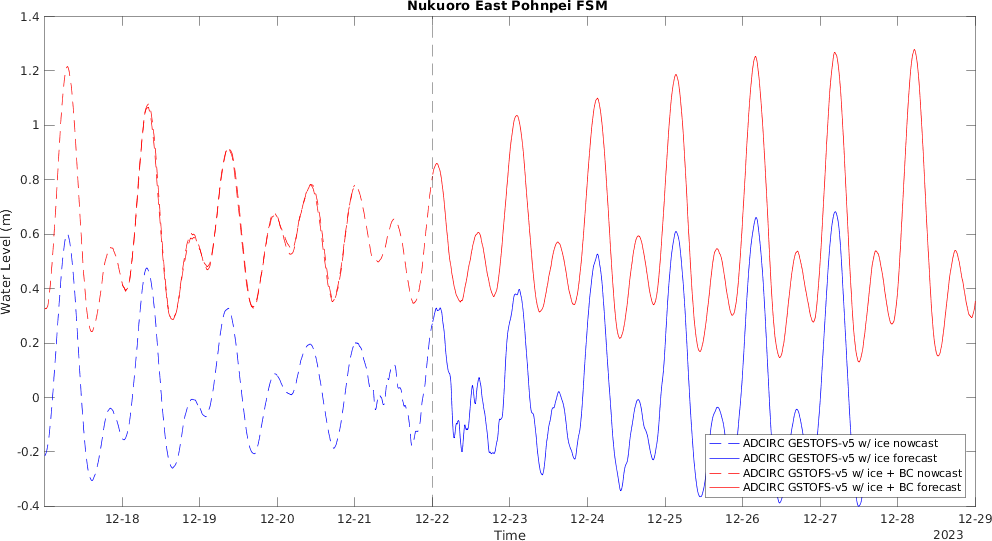 Nukuoro East Pohnpei FSM
1.4
1.2
1
0.8
0.6
0.4
0.2
0
-0.2
-0.4
Water Level (m)
ADCIRC GESTOFS-v5 w/ ice nowcast
ADCIRC GESTOFS-v5 w/ ice forecast
ADCIRC GSTOFS-v5 w/ ice + BC nowcast
ADCIRC GSTOFS-v5 w/ ice + BC forecast
12-18 12-19 12-20 12-21 12-22 12-23 12-24 12-25 12-26 12-27 12-28 12-29
Time
2023